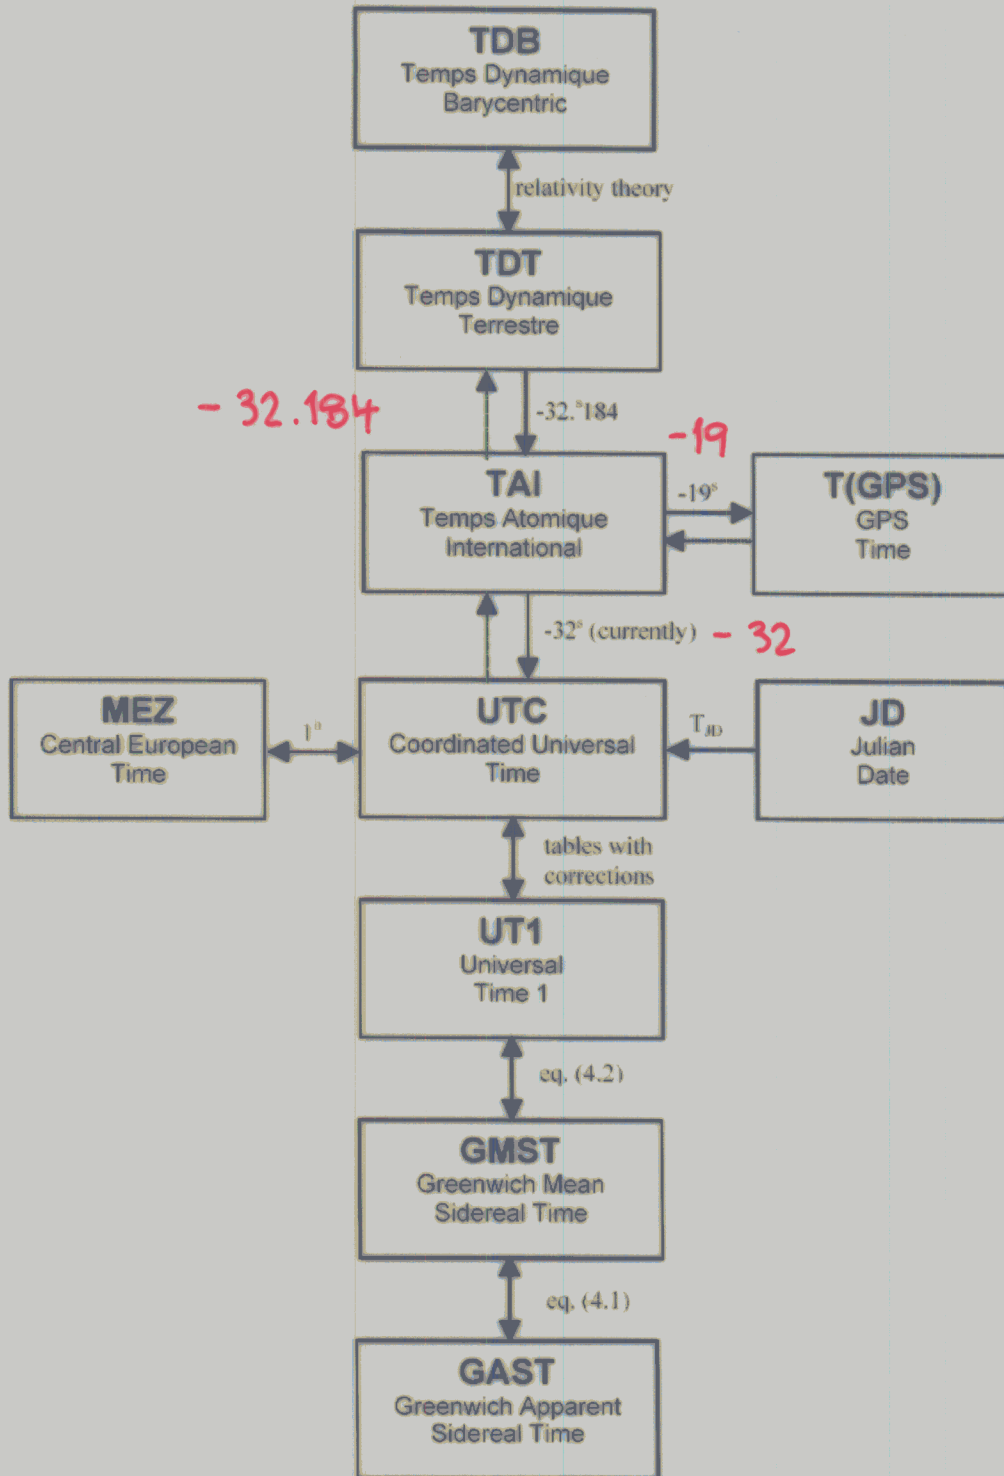 TDB
Temps Dynamique
Barycentric
relativity theory
TDT
Temps Dynamique
Terrestre
- 32.184
-32.ˢ184
-19
TAI
Temps Atomique
International
-19ˢ
T(GPS)
GPS
Time
-32ˢ (currently)
- 32
MEZ
Central European
Time
1ʰ
UTC
Coordinated Universal
Time
T_JD
JD
Julian
Date
tables with
corrections
UT1
Universal
Time 1
eq. (4.2)
GMST
Greenwich Mean
Sidereal Time
eq. (4.1)
GAST
Greenwich Apparent
Sidereal Time